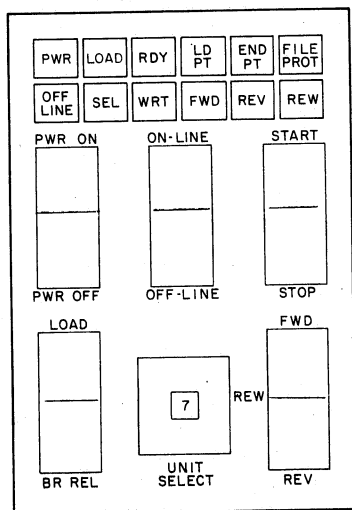 PWR LOAD RDY LD PT END PT FILE PROT
OFF LINE SEL WRT FWD REV REW
PWR ON ON-LINE START
PWR OFF OFF-LINE STOP
LOAD FWD
7 REW
BR REL UNIT SELECT REV